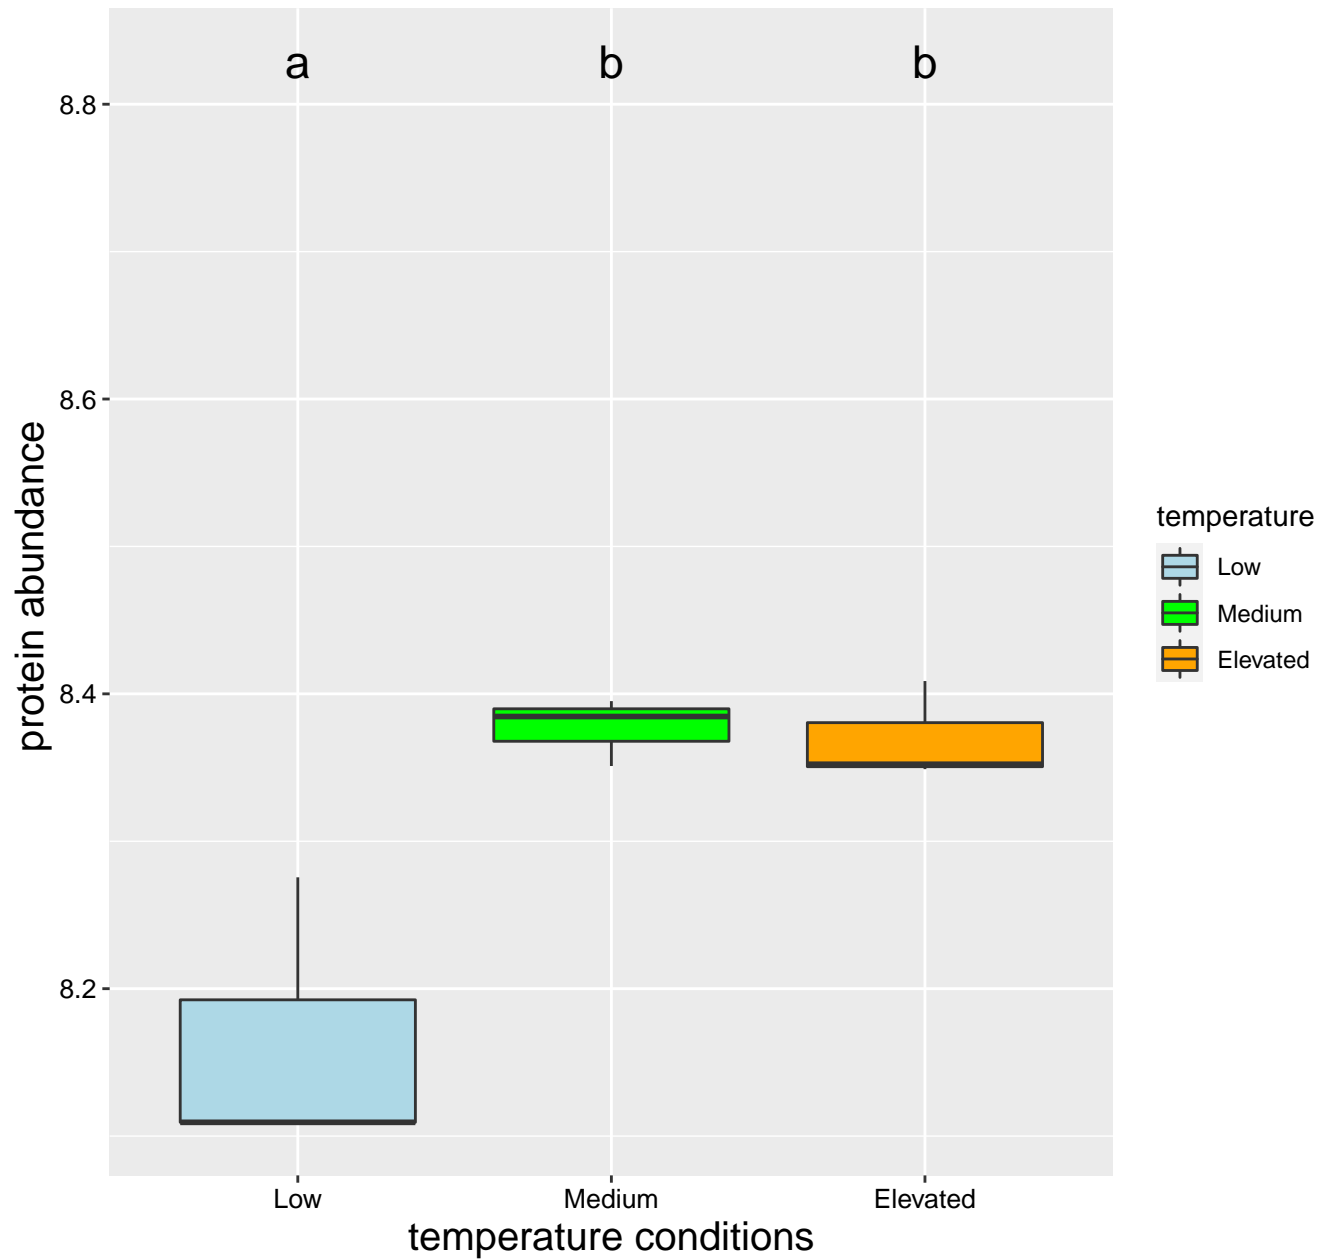 a b b
8.8
8.6
8.4
8.2
protein abundance
Low Medium Elevated
temperature conditions
temperature
Low
Medium
Elevated